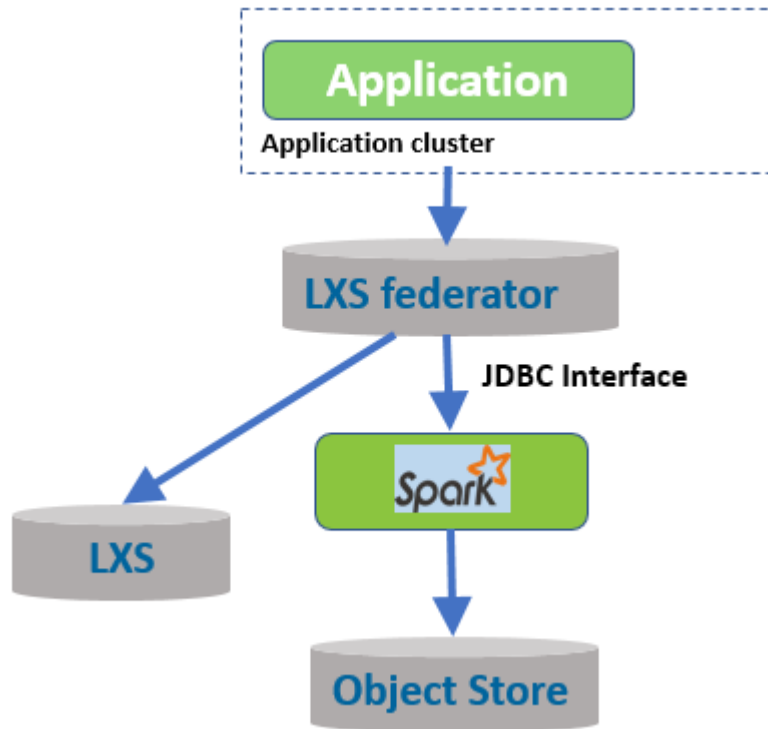 Application
Application cluster
LXS federator
JDBC Interface
Spark
LXS
Object Store